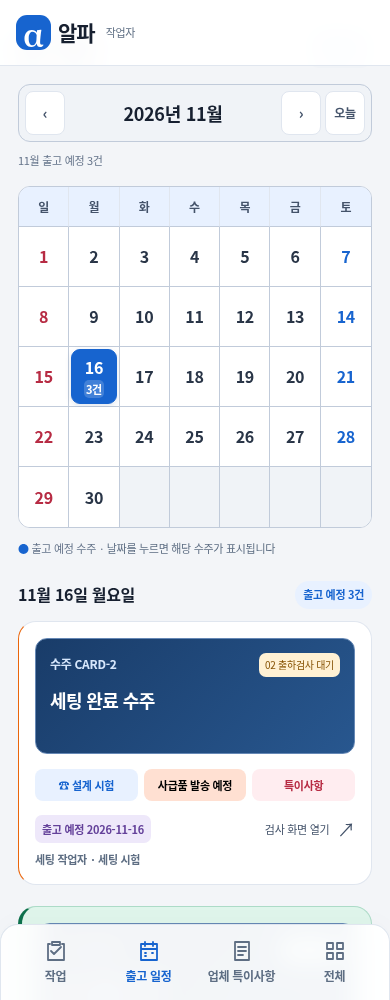 α 알파 작업자
‹ 2026년 11월 › 오늘
11월 출고 예정 3건
일 월 화 수 목 금 토
1 2 3 4 5 6 7
8 9 10 11 12 13 14
15 16 17 18 19 20 21
3건
22 23 24 25 26 27 28
29 30
출고 예정 수주 · 날짜를 누르면 해당 수주가 표시됩니다
11월 16일 월요일 출고 예정 3건
수주 CARD-2 02 출하검사 대기
세팅 완료 수주
☎ 설계 시험 사급품 발송 예정 특이사항
출고 예정 2026-11-16 검사 화면 열기 ↗
세팅 작업자 · 세팅 시험
작업 출고 일정 업체 특이사항 전체